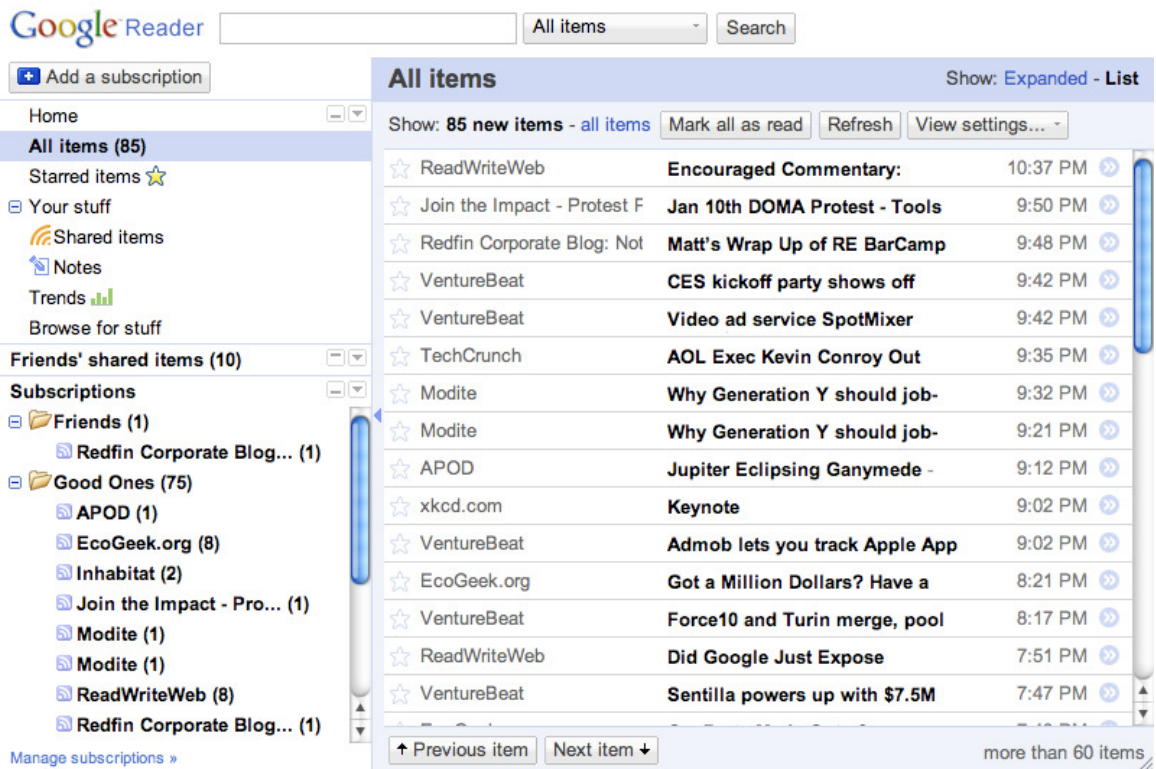 Google Reader
All items
Search
Add a subscription
Home
All items (85)
Starred items
Your stuff
Shared items
Notes
Trends
Browse for stuff
Friends' shared items (10)
Subscriptions
Friends (1)
Redfin Corporate Blog... (1)
Good Ones (75)
APOD (1)
EcoGeek.org (8)
Inhabitat (2)
Join the Impact - Pro... (1)
Modite (1)
Modite (1)
ReadWriteWeb (8)
Redfin Corporate Blog... (1)
Manage subscriptions »
All items Show: Expanded - List
Show: 85 new items - all items Mark all as read Refresh View settings...
ReadWriteWeb Encouraged Commentary: 10:37 PM
Join the Impact - Protest Jan 10th DOMA Protest - Tools 9:50 PM
Redfin Corporate Blog: Not Matt's Wrap Up of RE BarCamp 9:48 PM
VentureBeat CES kickoff party shows off 9:42 PM
VentureBeat Video ad service SpotMixer 9:42 PM
TechCrunch AOL Exec Kevin Conroy Out 9:35 PM
Modite Why Generation Y should job- 9:32 PM
Modite Why Generation Y should job- 9:21 PM
APOD Jupiter Eclipsing Ganymede - 9:12 PM
xkcd.com Keynote 9:02 PM
VentureBeat Admob lets you track Apple App 9:02 PM
EcoGeek.org Got a Million Dollars? Have a 8:21 PM
VentureBeat Force10 and Turin merge, pool 8:17 PM
ReadWriteWeb Did Google Just Expose 7:51 PM
VentureBeat Sentilla powers up with $7.5M 7:47 PM
Previous item Next item more than 60 items